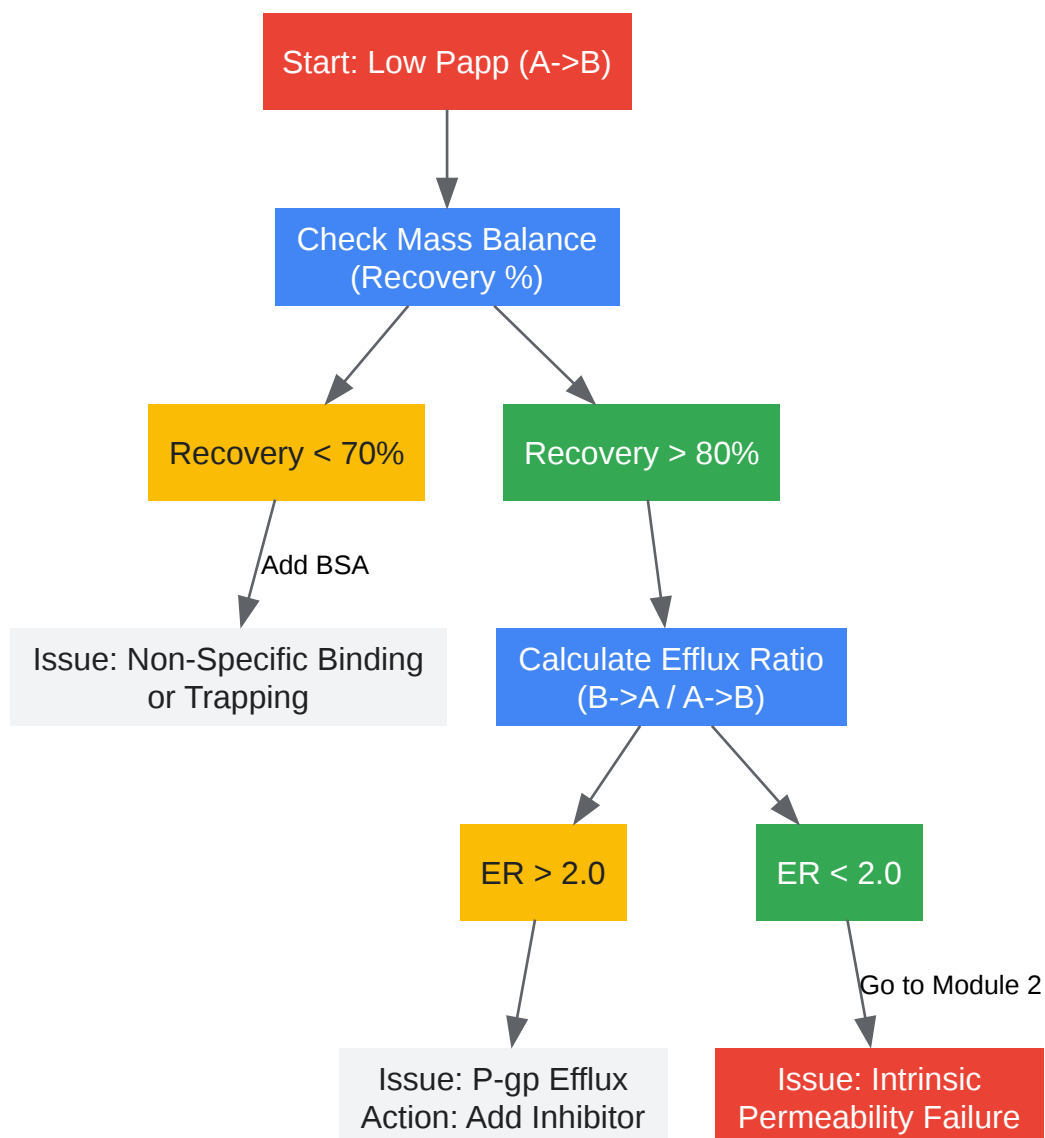 Start: Low Papp (A->B)
Check Mass Balance
(Recovery %)
Recovery < 70%
Recovery > 80%
Add BSA
Issue: Non-Specific Binding
or Trapping
Calculate Efflux Ratio
(B->A / A->B)
ER > 2.0
ER < 2.0
Go to Module 2
Issue: P-gp Efflux
Action: Add Inhibitor
Issue: Intrinsic
Permeability Failure